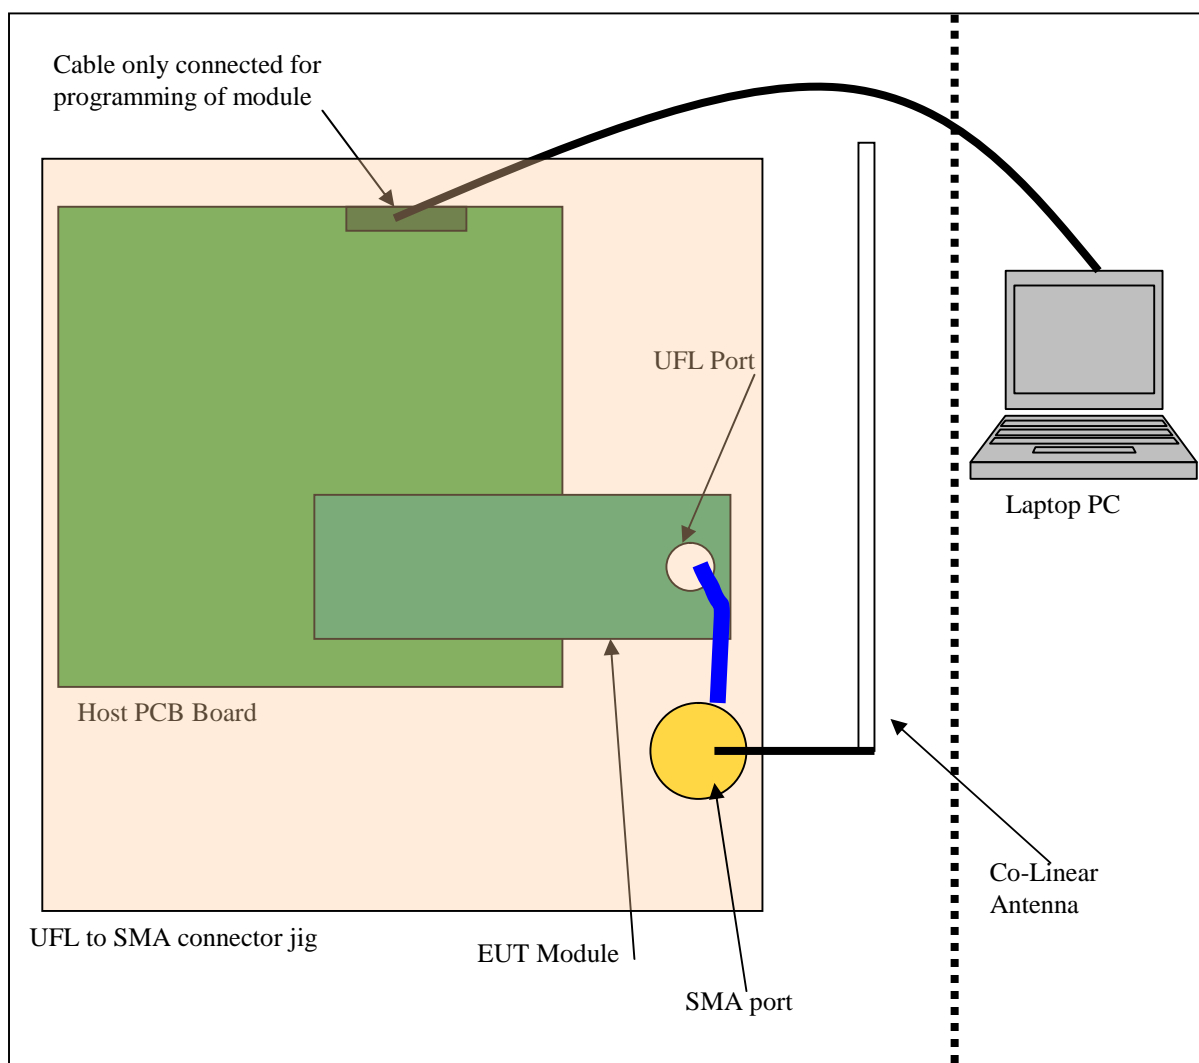 Cable only connected for
programming of module
UFL Port
Laptop PC
Host PCB Board
Co-Linear
Antenna
UFL to SMA connector jig
EUT Module
SMA port